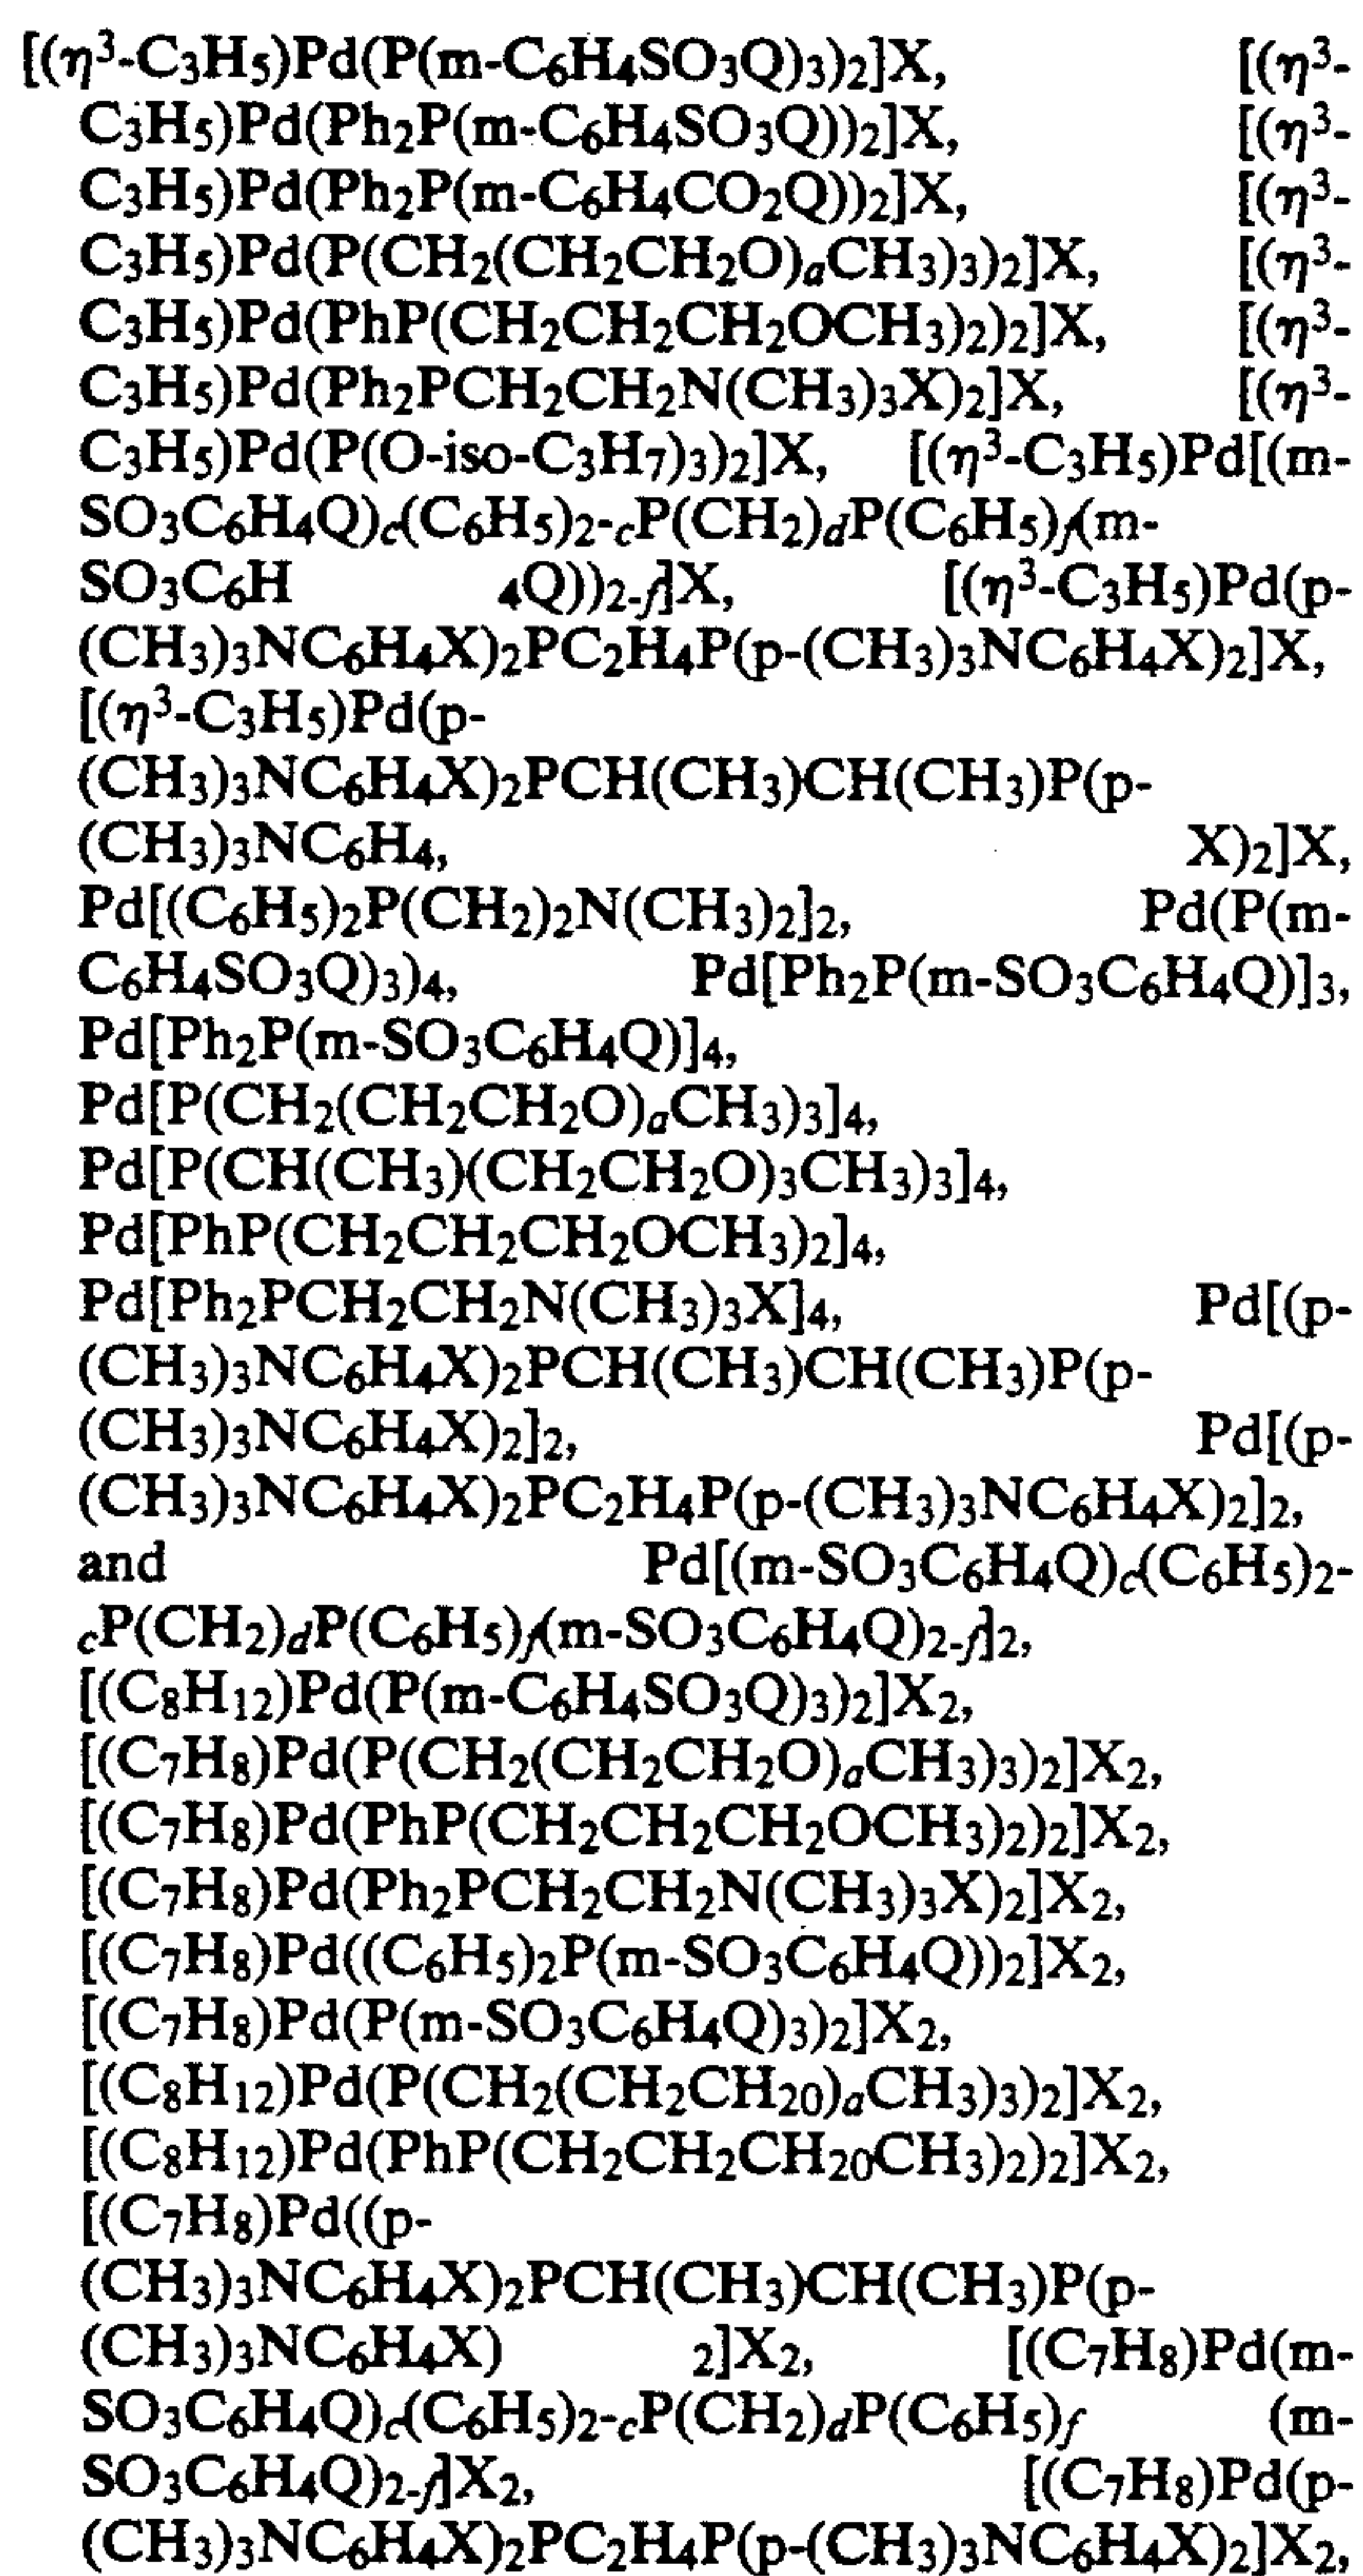 [(η³-C₃H₅)Pd(P(m-C₆H₄SO₃Q)₃)₂]X, [(η³-
C₃H₅)Pd(Ph₂P(m-C₆H₄SO₃Q))₂]X, [(η³-
C₃H₅)Pd(Ph₂P(m-C₆H₄CO₂Q))₂]X, [(η³-
C₃H₅)Pd(P(CH₂(CH₂CH₂O)ₐCH₃)₃)₂]X, [(η³-
C₃H₅)Pd(PhP(CH₂CH₂CH₂OCH₃)₂)₂]X, [(η³-
C₃H₅)Pd(Ph₂PCH₂CH₂N(CH₃)₃X)₂]X, [(η³-
C₃H₅)Pd(P(O-iso-C₃H₇)₃)₂]X, [(η³-C₃H₅)Pd[(m-
SO₃C₆H₄Q)c(C₆H₅)₂-cP(CH₂)dP(C₆H₅)f(m-
SO₃C₆H ₄Q))₂-f]X, [(η³-C₃H₅)Pd(p-
(CH₃)₃NC₆H₄X)₂PC₂H₄P(p-(CH₃)₃NC₆H₄X)₂]X,
[(η³-C₃H₅)Pd(p-
(CH₃)₃NC₆H₄X)₂PCH(CH₃)CH(CH₃)P(p-
(CH₃)₃NC₆H₄, X)₂]X,
Pd[(C₆H₅)₂P(CH₂)₂N(CH₃)₂]₂, Pd(P(m-
C₆H₄SO₃Q)₃)₄, Pd[Ph₂P(m-SO₃C₆H₄Q)]₃,
Pd[Ph₂P(m-SO₃C₆H₄Q)]₄,
Pd[P(CH₂(CH₂CH₂O)ₐCH₃)₃]₄,
Pd[P(CH(CH₃)(CH₂CH₂O)₃CH₃)₃]₄,
Pd[PhP(CH₂CH₂CH₂OCH₃)₂]₄,
Pd[Ph₂PCH₂CH₂N(CH₃)₃X]₄, Pd[(p-
(CH₃)₃NC₆H₄X)₂PCH(CH₃)CH(CH₃)P(p-
(CH₃)₃NC₆H₄X)₂]₂, Pd[(p-
(CH₃)₃NC₆H₄X)₂PC₂H₄P(p-(CH₃)₃NC₆H₄X)₂]₂,
and Pd[(m-SO₃C₆H₄Q)c(C₆H₅)₂-
cP(CH₂)dP(C₆H₅)f(m-SO₃C₆H₄Q)₂-f]₂,
[(C₈H₁₂)Pd(P(m-C₆H₄SO₃Q)₃)₂]X₂,
[(C₇H₈)Pd(P(CH₂(CH₂CH₂O)ₐCH₃)₃)₂]X₂,
[(C₇H₈)Pd(PhP(CH₂CH₂CH₂OCH₃)₂)₂]X₂,
[(C₇H₈)Pd(Ph₂PCH₂CH₂N(CH₃)₃X)₂]X₂,
[(C₇H₈)Pd((C₆H₅)₂P(m-SO₃C₆H₄Q))₂]X₂,
[(C₇H₈)Pd(P(m-SO₃C₆H₄Q)₃)₂]X₂,
[(C₈H₁₂)Pd(P(CH₂(CH₂CH₂₀)ₐCH₃)₃)₂]X₂,
[(C₈H₁₂)Pd(PhP(CH₂CH₂CH₂₀CH₃)₂)₂]X₂,
[(C₇H₈)Pd((p-
(CH₃)₃NC₆H₄X)₂PCH(CH₃)CH(CH₃)P(p-
(CH₃)₃NC₆H₄X) ₂]X₂, [(C₇H₈)Pd(m-
SO₃C₆H₄Q)c(C₆H₅)₂-cP(CH₂)dP(C₆H₅)f (m-
SO₃C₆H₄Q)₂-f]X₂, [(C₇H₈)Pd(p-
(CH₃)₃NC₆H₄X)₂PC₂H₄P(p-(CH₃)₃NC₆H₄X)₂]X₂,